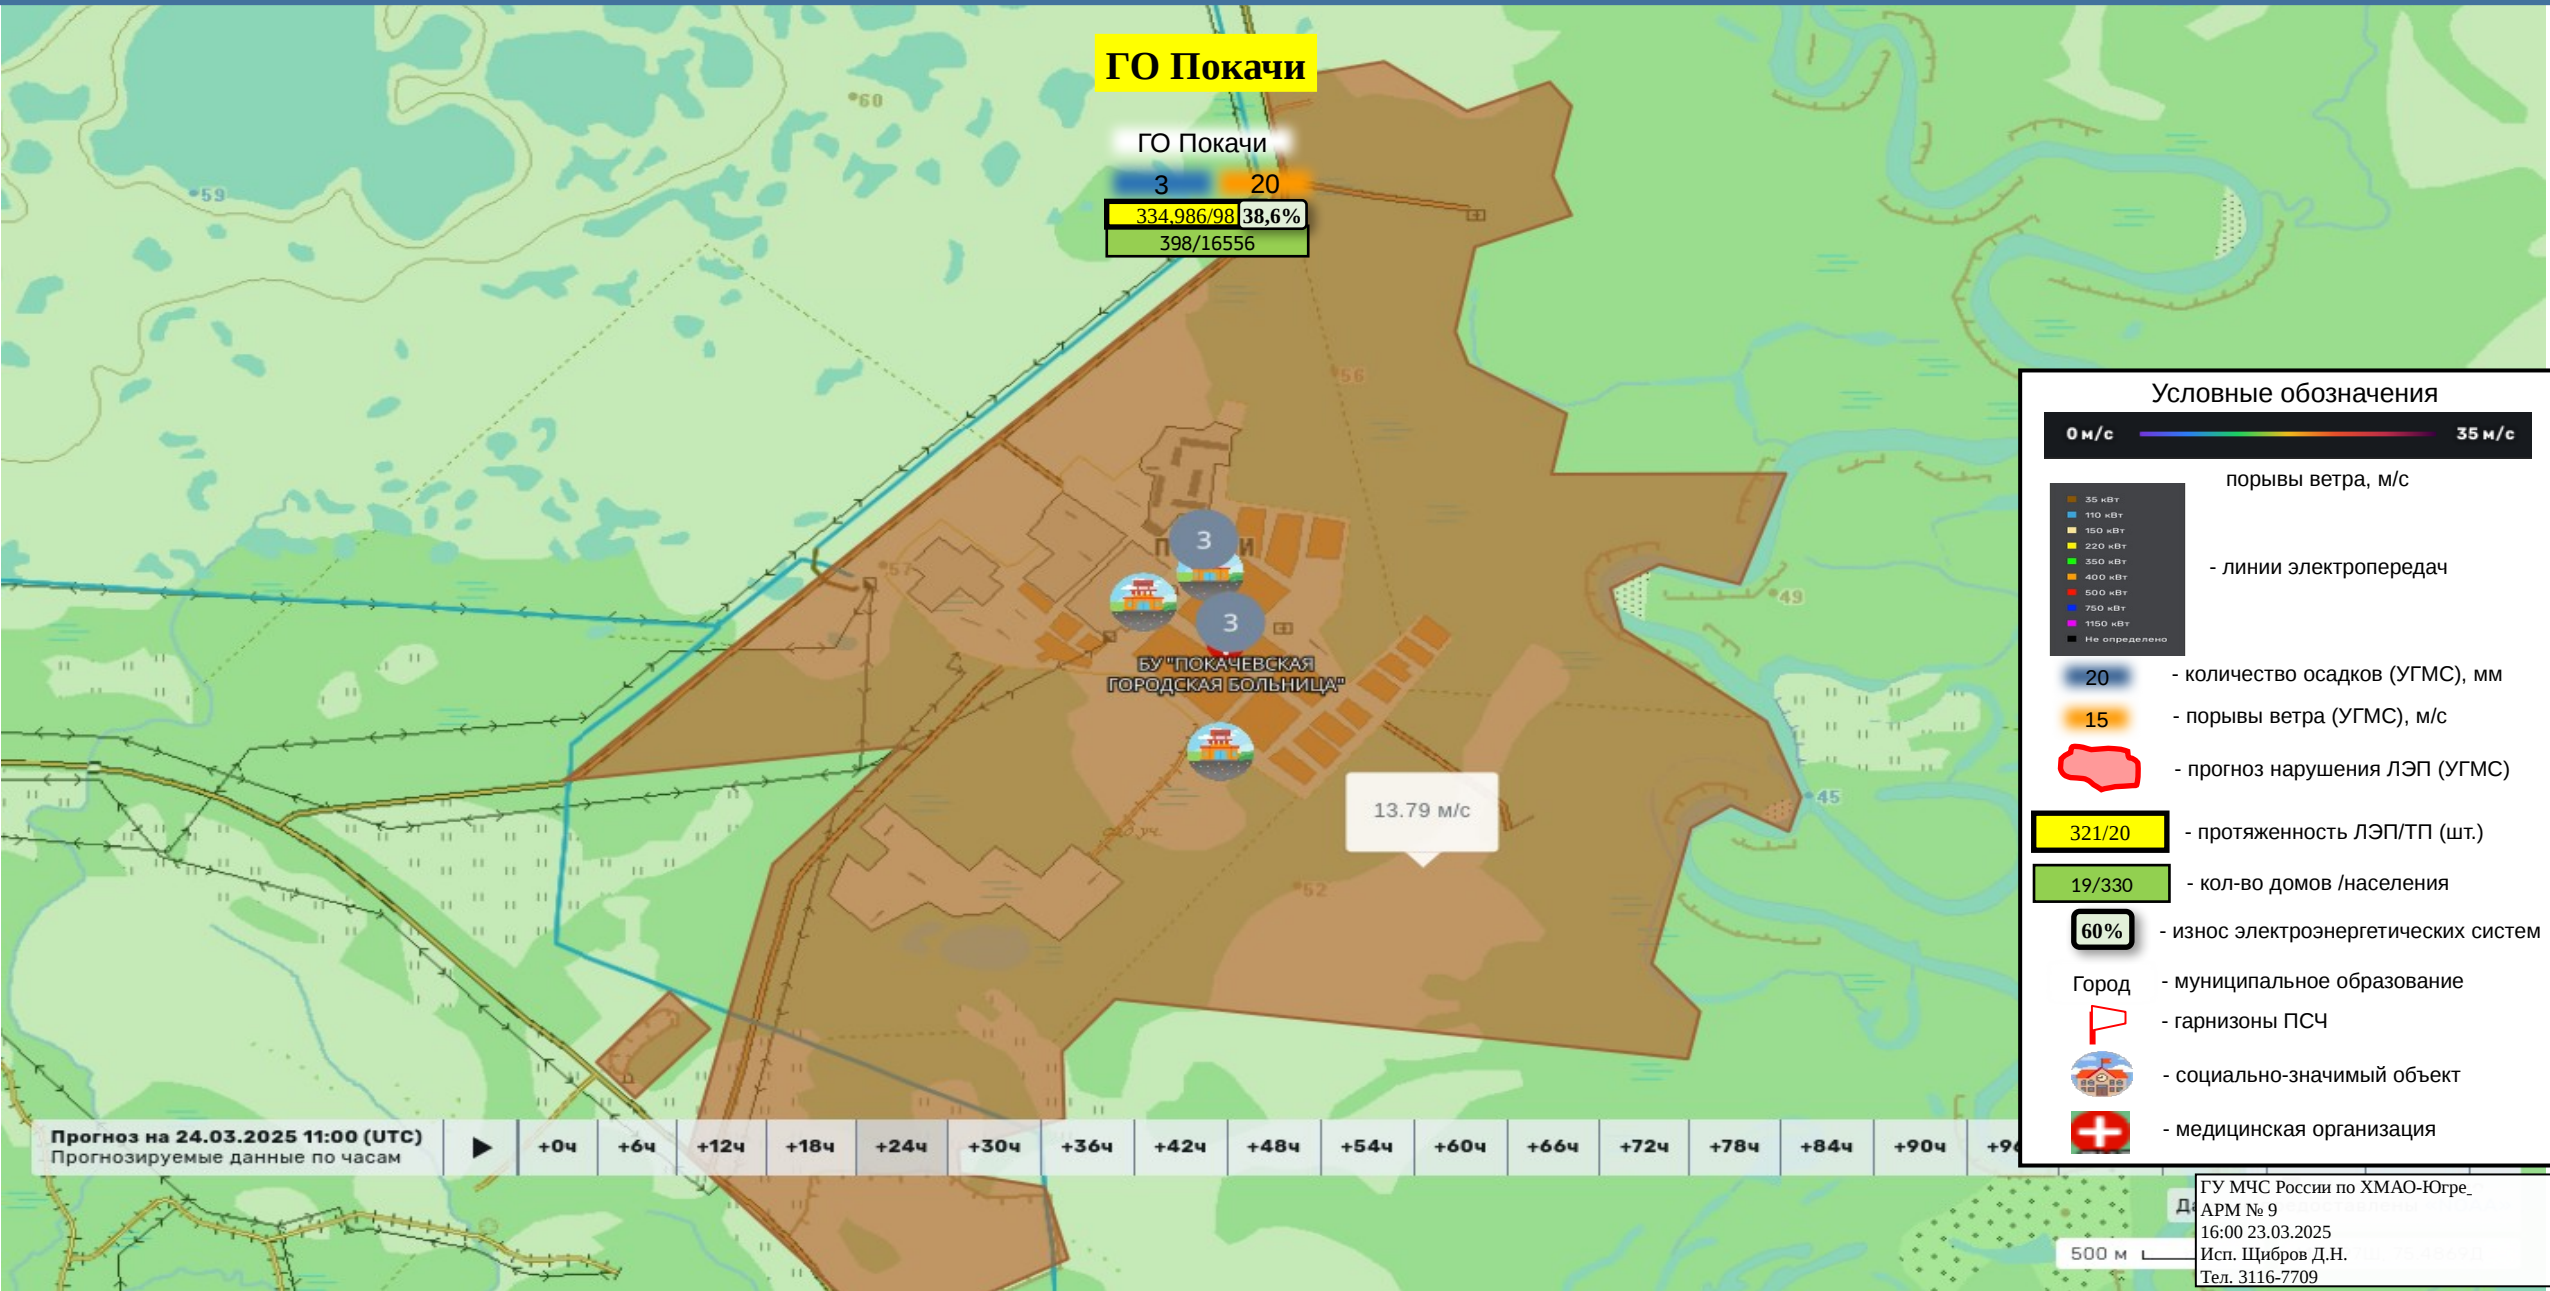 ГО Покачи
ГО Покачи
3 20
334,986/98 38,6%
398/16556
60
59
56
57
49
45
52
3
3
БУ "ПОКАЧЕВСКАЯ
ГОРОДСКАЯ БОЛЬНИЦА"
13.79 м/с
Условные обозначения
0 м/с 35 м/с
порывы ветра, м/с
35 кВт
110 кВт
150 кВт
220 кВт
350 кВт
400 кВт
500 кВт
750 кВт
1150 кВт
Не определено
- линии электропередач
20 - количество осадков (УГМС), мм
15 - порывы ветра (УГМС), м/с
- прогноз нарушения ЛЭП (УГМС)
321/20 - протяженность ЛЭП/ТП (шт.)
19/330 - кол-во домов /населения
60% - износ электроэнергетических систем
Город - муниципальное образование
- гарнизоны ПСЧ
- социально-значимый объект
- медицинская организация
Прогноз на 24.03.2025 11:00 (UTC)
Прогнозируемые данные по часам
+0ч +6ч +12ч +18ч +24ч +30ч +36ч +42ч +48ч +54ч +60ч +66ч +72ч +78ч +84ч +90ч
500 м
ГУ МЧС России по ХМАО-Югре
АРМ № 9
16:00 23.03.2025
Исп. Щибров Д.Н.
Тел. 3116-7709